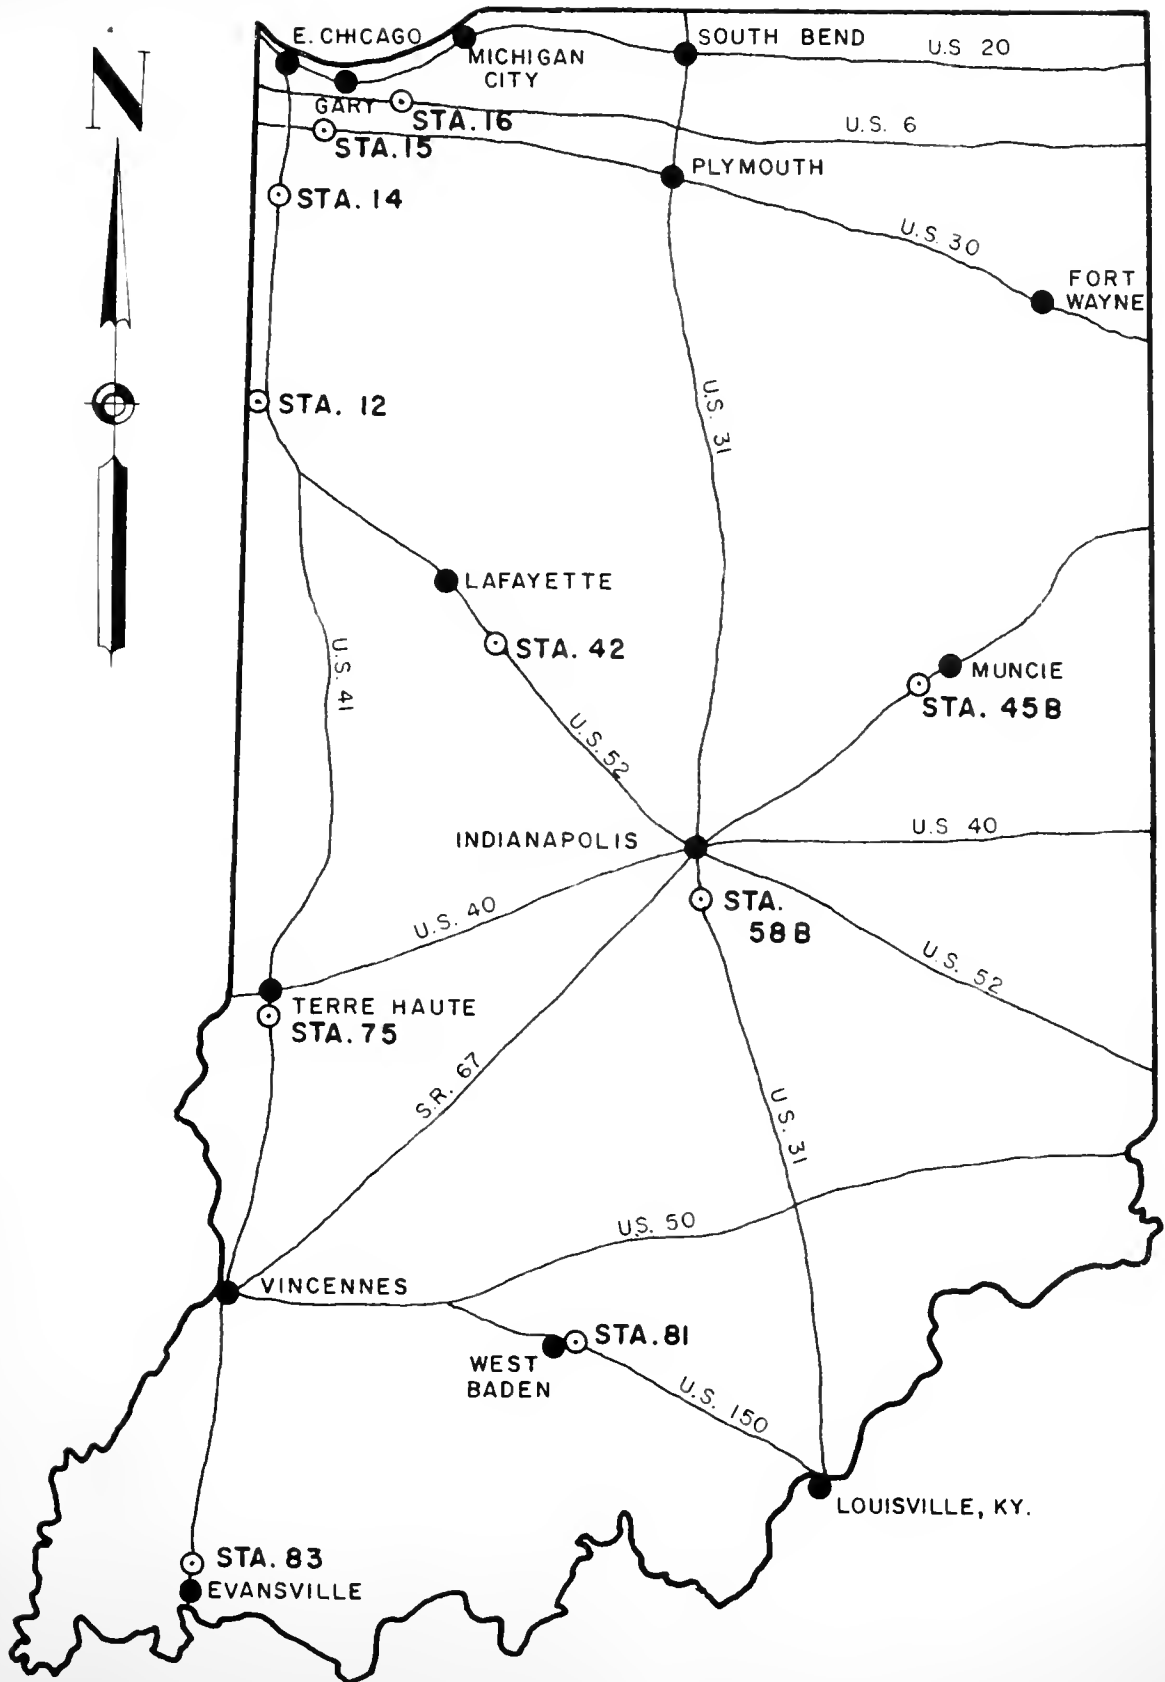 N
E. CHICAGO
MICHIGAN
CITY
SOUTH BEND
U.S 20
GARY
STA. 16
U.S. 6
STA. 15
PLYMOUTH
STA. 14
U.S. 30
FORT
WAYNE
STA. 12
U.S. 31
LAFAYETTE
STA. 42
U.S. 41
MUNCIE
STA. 45B
U.S. 52
INDIANAPOLIS
U.S 40
STA.
58B
U.S. 40
U.S. 52
TERRE HAUTE
STA. 75
S.R. 67
U.S. 31
U.S. 50
VINCENNES
STA. 81
WEST
BADEN
U.S. 150
LOUISVILLE, KY.
STA. 83
EVANSVILLE